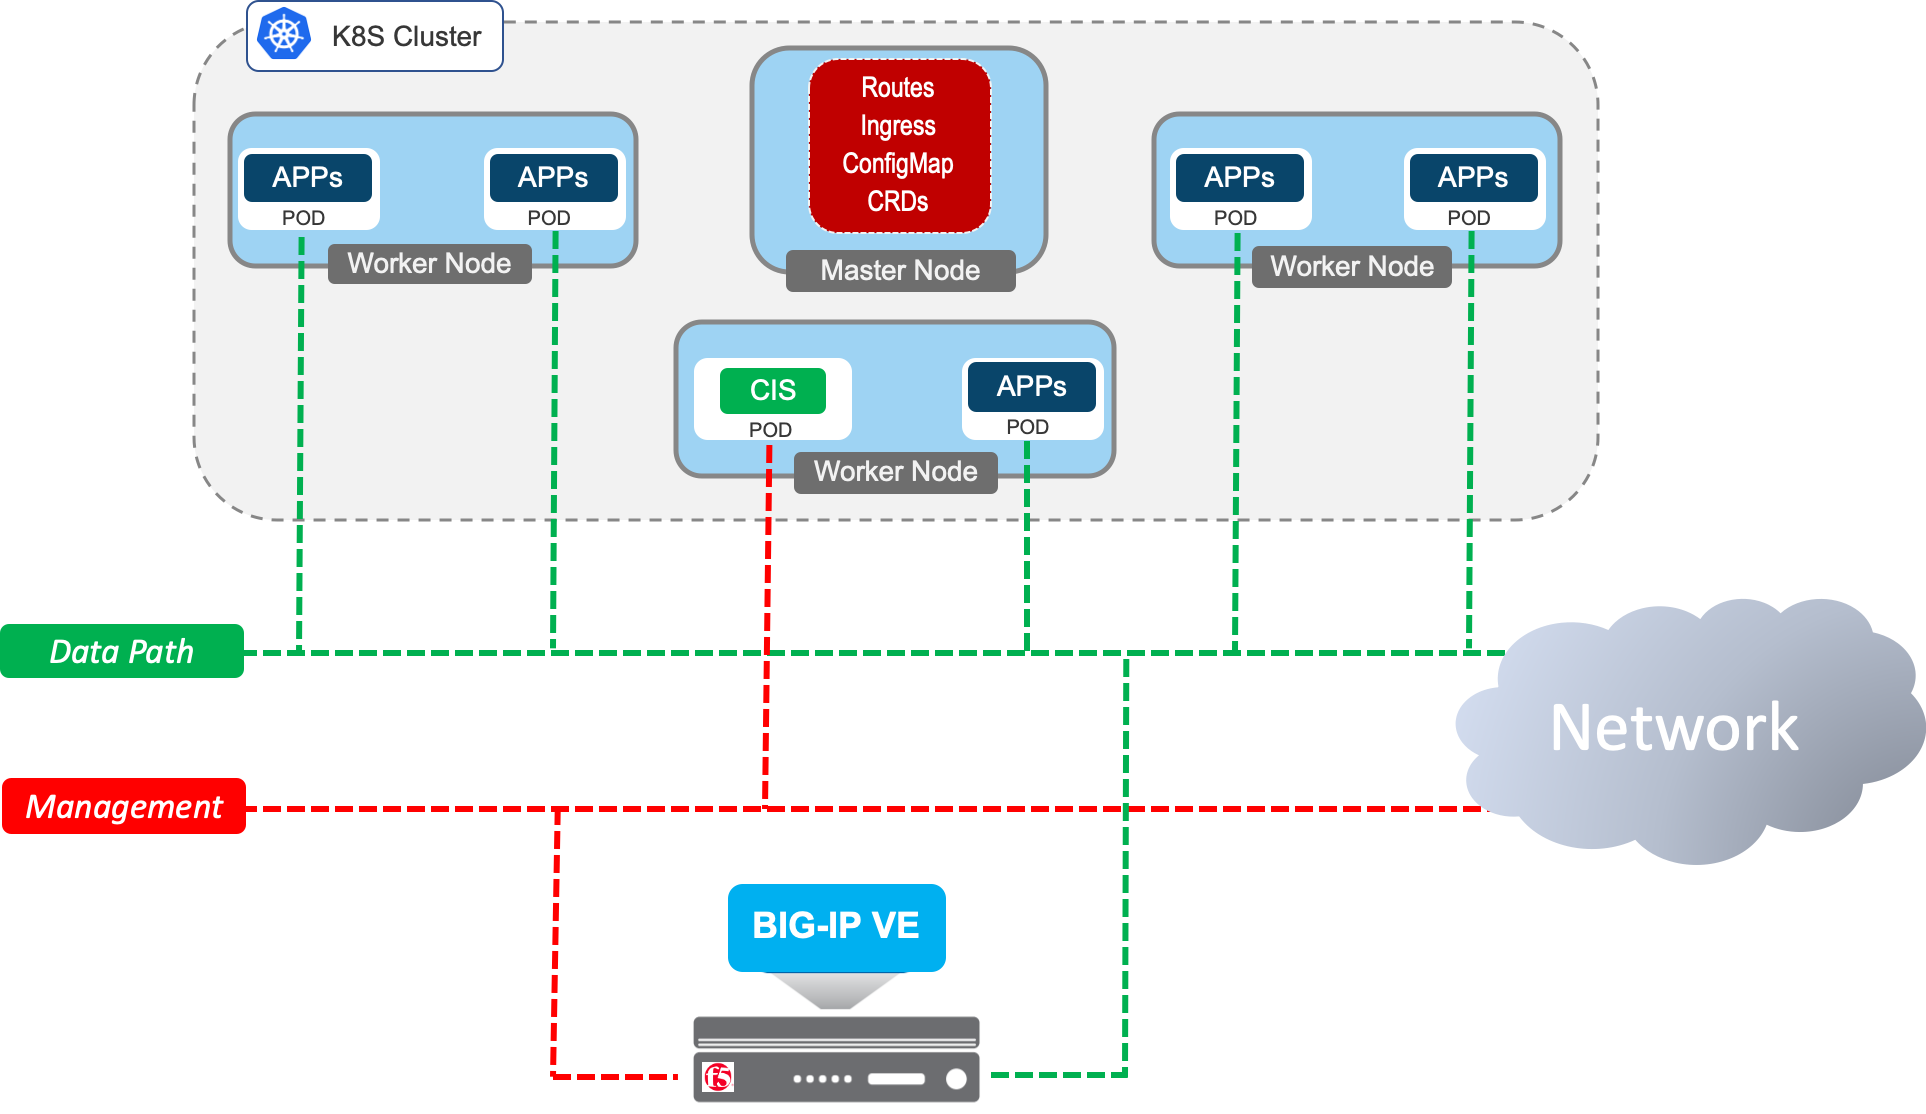 K8S Cluster
Routes
Ingress
ConfigMap
CRDs
Master Node
APPs
POD
APPs
POD
Worker Node
APPs
POD
APPs
POD
Worker Node
CIS
POD
APPs
POD
Worker Node
Data Path
Network
Management
BIG-IP VE
f5